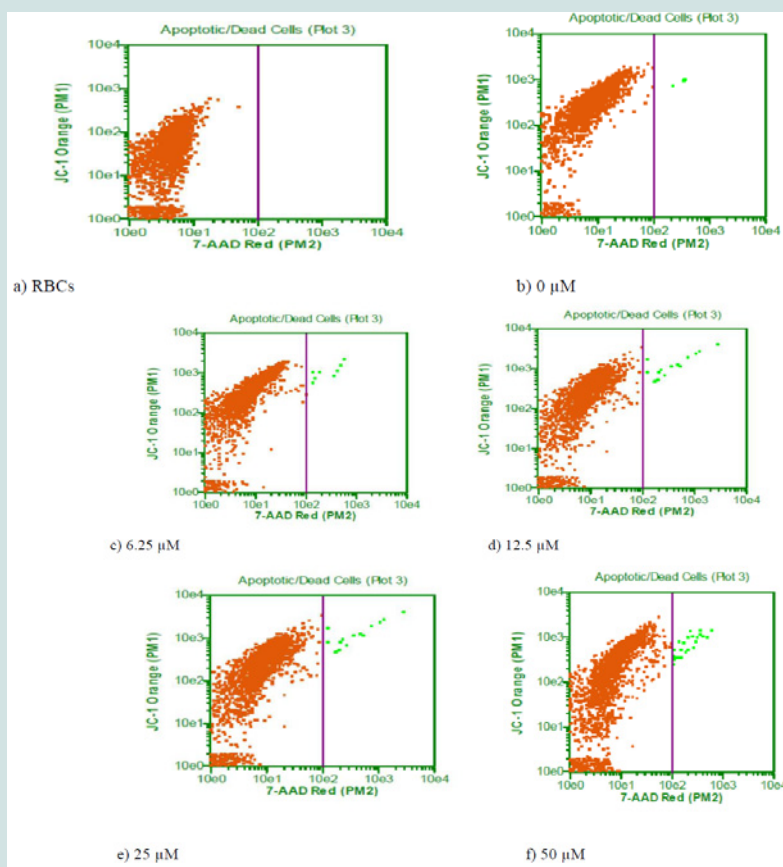 Apoptotic/Dead Cells (Plot 3)
JC-1 Orange (PM1)
10e4
10e3
10e2
10e1
10e0
10e0 10e1 10e2 10e3 10e4
7-AAD Red (PM2)
a) RBCs
Apoptotic/Dead Cells (Plot 3)
JC-1 Orange (PM1)
10e4
10e3
10e2
10e1
10e0
10e0 10e1 10e2 10e3 10e4
7-AAD Red (PM2)
b) 0 µM
Apoptotic/Dead Cells (Plot 3)
JC-1 Orange (PM1)
10e4
10e3
10e2
10e1
10e0
10e0 10e1 10e2 10e3 10e4
7-AAD Red (PM2)
c) 6.25 µM
Apoptotic/Dead Cells (Plot 3)
JC-1 Orange (PM1)
10e4
10e3
10e2
10e1
10e0
10e0 10e1 10e2 10e3 10e4
7-AAD Red (PM2)
d) 12.5 µM
Apoptotic/Dead Cells (Plot 3)
JC-1 Orange (PM1)
10e4
10e3
10e2
10e1
10e0
10e0 10e1 10e2 10e3 10e4
7-AAD Red (PM2)
e) 25 µM
Apoptotic/Dead Cells (Plot 3)
JC-1 Orange (PM1)
10e4
10e3
10e2
10e1
10e0
10e0 10e1 10e2 10e3 10e4
7-AAD Red (PM2)
f) 50 µM